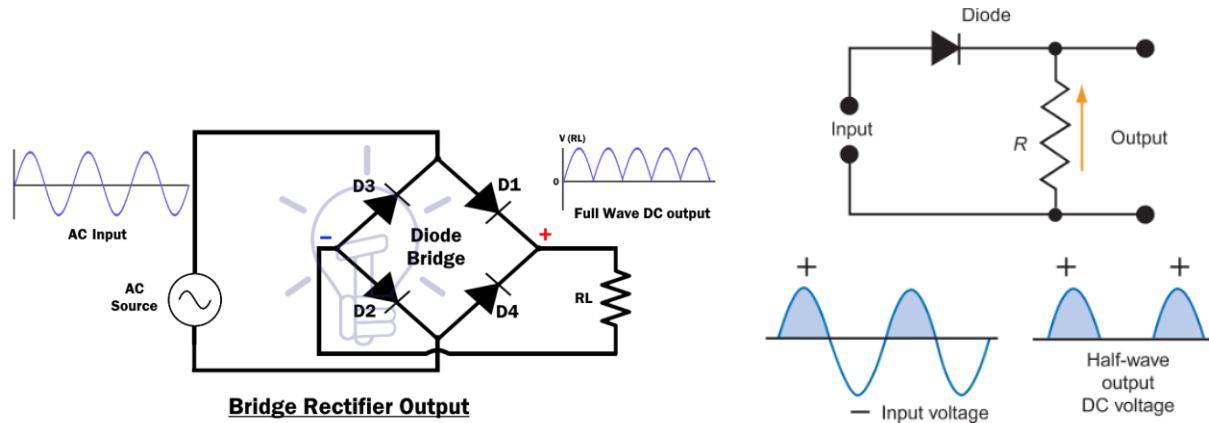 AC Input
AC
Source
D3
D1
−
Diode
Bridge
+
D2
D4
RL
V (RL)
0
Full Wave DC output
Bridge Rectifier Output
Diode
Input
R
Output
+
− Input voltage
+
+
Half-wave
output
DC voltage